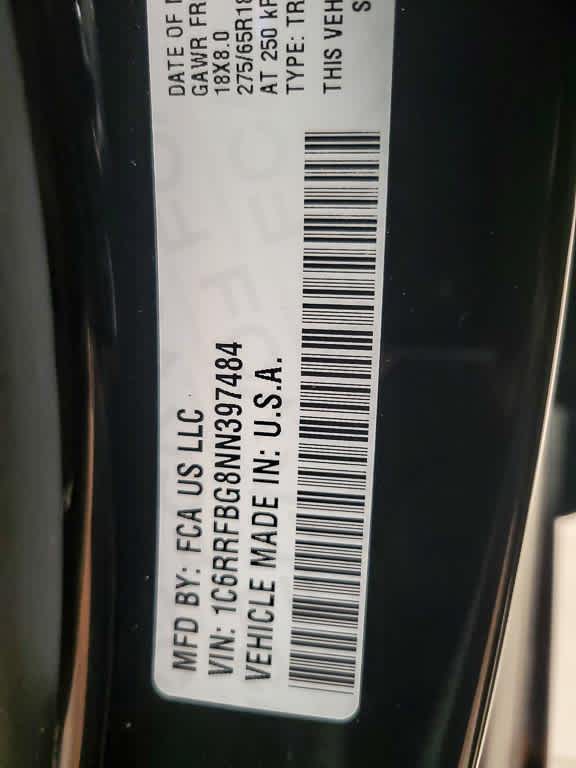 MFD BY: FCA US LLC
VIN: 1C6RRFBG8NN397484
VEHICLE MADE IN: U.S.A.
DATE OF
GAWR FR
18X8.0
275/65R18
AT 250
TYPE: TR
THIS VEH
S